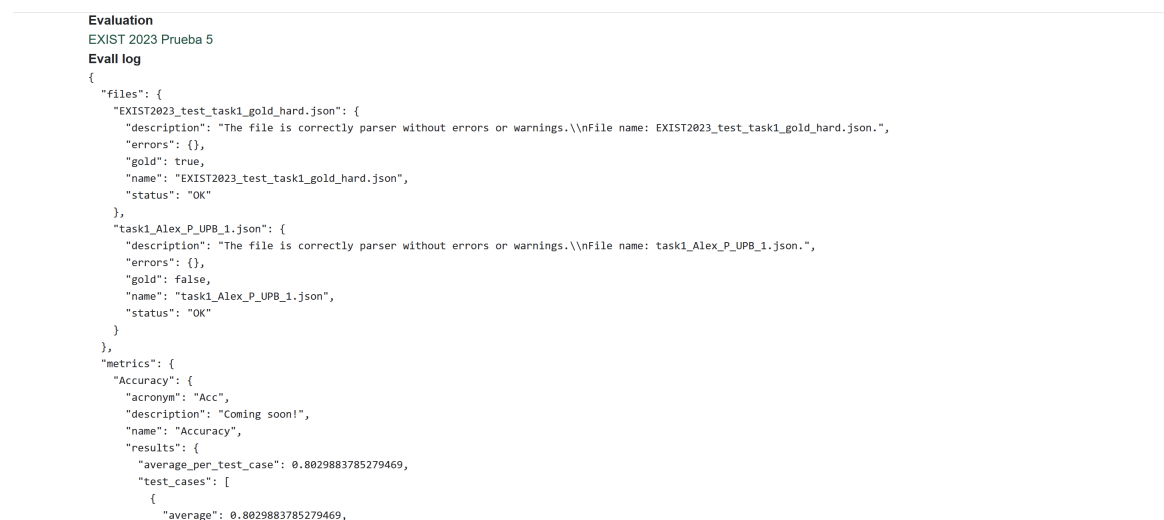 Evaluation
EXIST 2023 Prueba 5
Evall log
{
"files": {
"EXIST2023_test_task1_gold_hard.json": {
"description": "The file is correctly parser without errors or warnings.\\nFile name: EXIST2023_test_task1_gold_hard.json.",
"errors": {},
"gold": true,
"name": "EXIST2023_test_task1_gold_hard.json",
"status": "OK"
},
"task1_Alex_P_UPB_1.json": {
"description": "The file is correctly parser without errors or warnings.\\nFile name: task1_Alex_P_UPB_1.json.",
"errors": {},
"gold": false,
"name": "task1_Alex_P_UPB_1.json",
"status": "OK"
}
},
"metrics": {
"Accuracy": {
"acronym": "Acc",
"description": "Coming soon!",
"name": "Accuracy",
"results": {
"average_per_test_case": 0.8029883785279469,
"test_cases": [
{
"average": 0.8029883785279469,